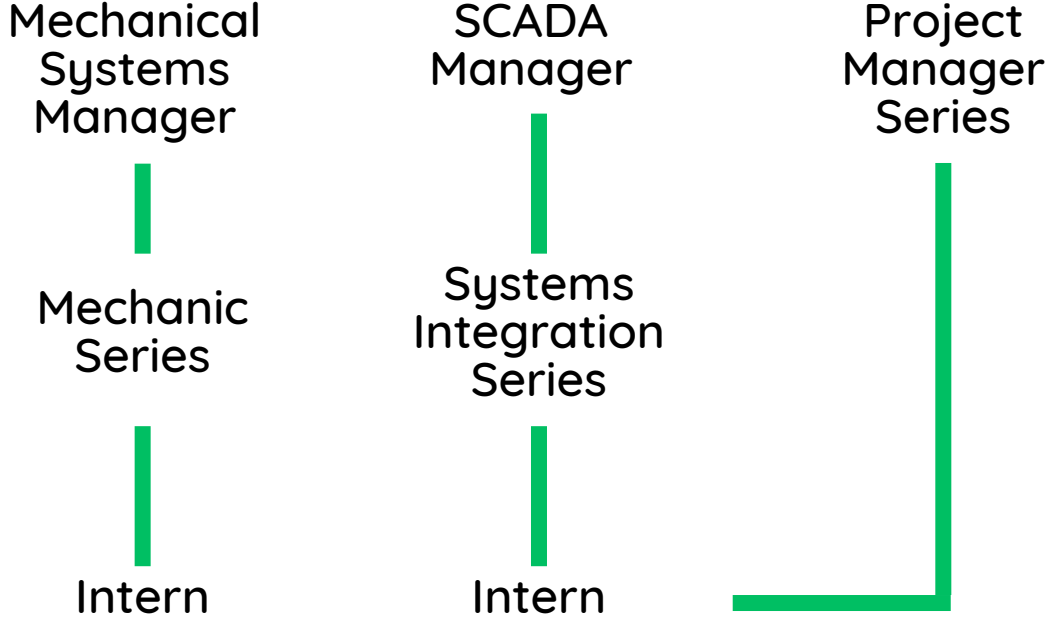 Mechanical
Systems
Manager
SCADA
Manager
Project
Manager
Series
Mechanic
Series
Systems
Integration
Series
Intern
Intern